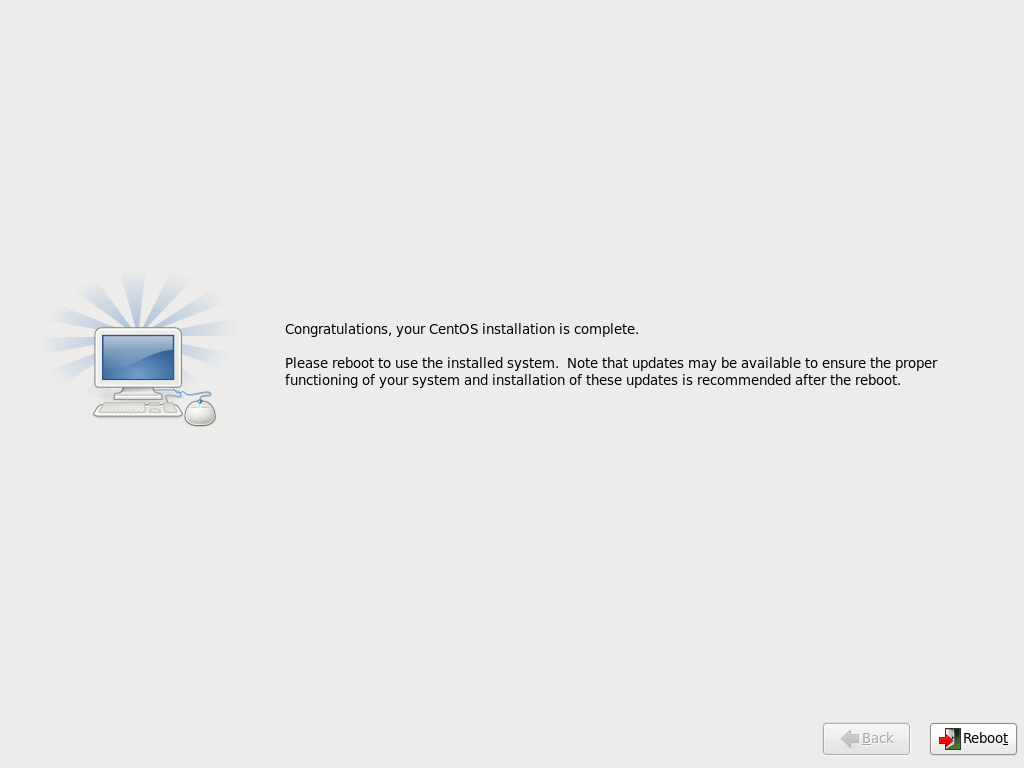 Congratulations, your CentOS installation is complete.
Please reboot to use the installed system.  Note that updates may be available to ensure the proper
functioning of your system and installation of these updates is recommended after the reboot.
Back
Reboot